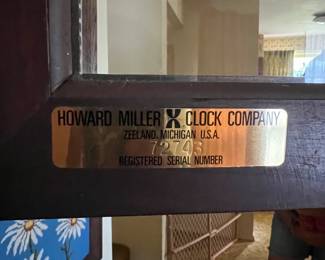 HOWARD MILLER CLOCK COMPANY
ZEELAND, MICHIGAN U.S.A.
72743
REGISTERED SERIAL NUMBER